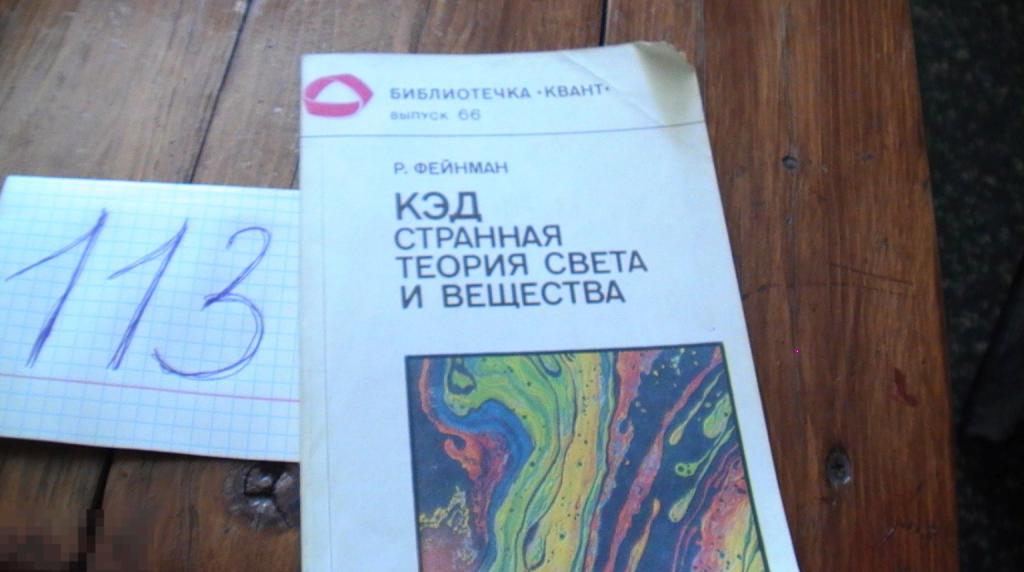 БИБЛИОТЕЧКА «КВАНТ»
ВЫПУСК 66
Р. ФЕЙНМАН
КЭД
СТРАННАЯ
ТЕОРИЯ СВЕТА
И ВЕЩЕСТВА
113